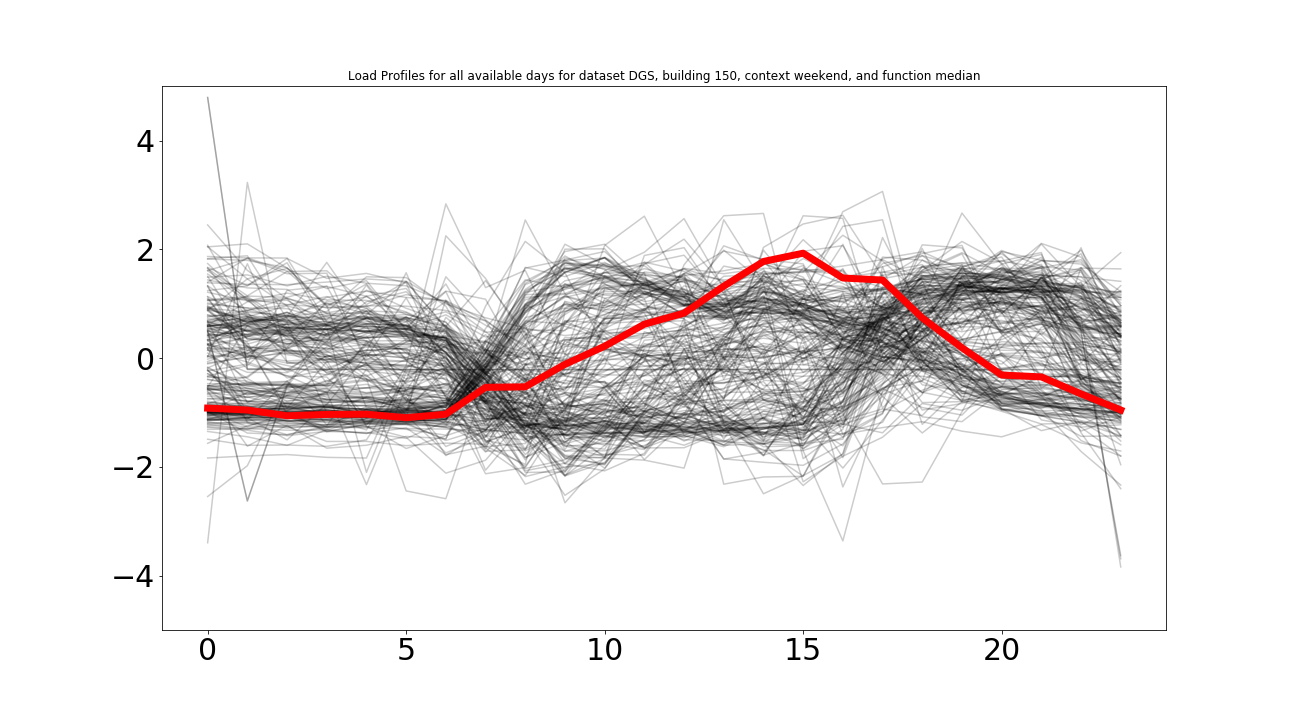 Load Profiles for all available days for dataset DGS, building 150, context weekend, and function median
4
2
0
−2
−4
0 5 10 15 20